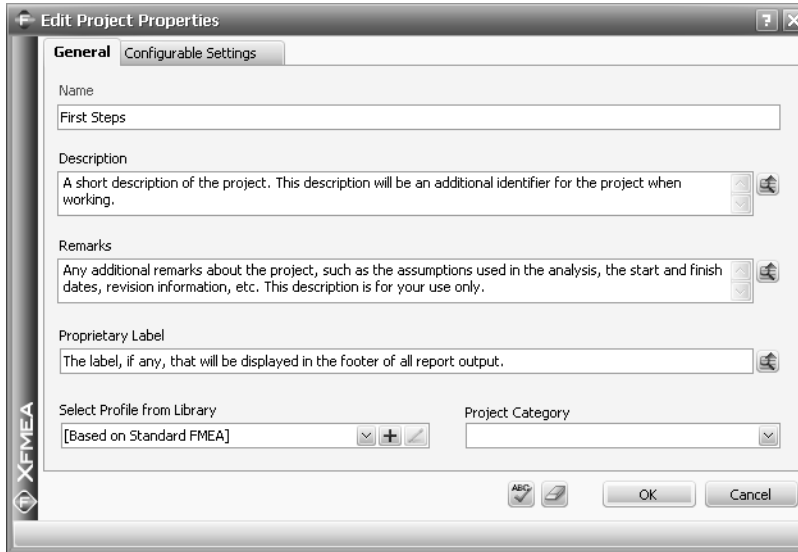 Edit Project Properties
?
General
Configurable Settings
Name
First Steps
Description
A short description of the project. This description will be an additional identifier for the project when
working.
Remarks
Any additional remarks about the project, such as the assumptions used in the analysis, the start and finish
dates, revision information, etc. This description is for your use only.
Proprietary Label
The label, if any, that will be displayed in the footer of all report output.
Select Profile from Library
Project Category
[Based on Standard FMEA]
XFMEA
ABC
OK
Cancel